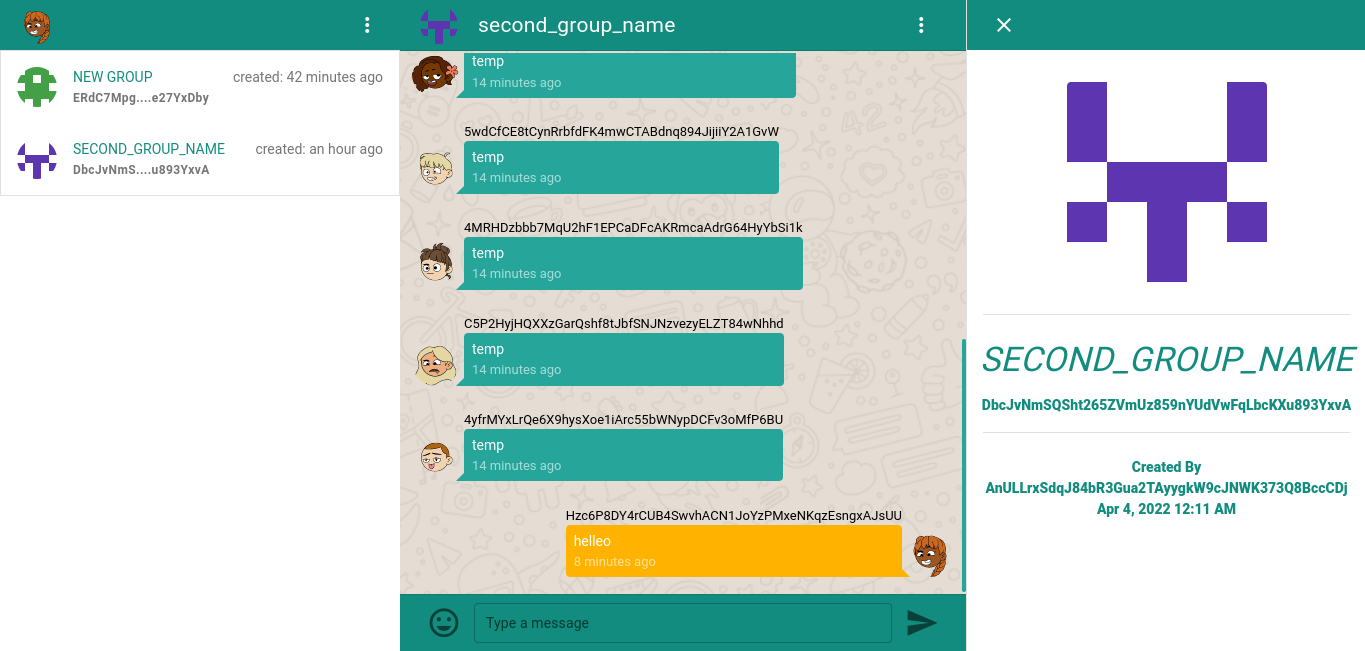 NEW GROUP created: 42 minutes ago
ERdC7Mpg....e27YxDby
SECOND_GROUP_NAME created: an hour ago
DbcJvNmS....u893YxvA
second_group_name
temp
14 minutes ago
5wdCfCE8tCynRrbfdFK4mwCTABdnq894JijiiY2A1GvW
temp
14 minutes ago
4MRHDzbbb7MqU2hF1EPCaDFcAKRmcaAdrG64HyYbSi1k
temp
14 minutes ago
C5P2HyjHQXXzGarQshf8tJbfSNJNzvezyELZT84wNhhd
temp
14 minutes ago
4yfrMYxLrQe6X9hysXoe1iArc55bWNypDCFv3oMfP6BU
temp
14 minutes ago
Hzc6P8DY4rCUB4SwvhACN1JoYzPMxeNKqzEsngxAJsUU
helleo
8 minutes ago
Type a message
SECOND_GROUP_NAME
DbcJvNmSQSht265ZVmUz859nYUdVwFqLbcKXu893YxvA
Created By
AnULLrxSdqJ84bR3Gua2TAyygkW9cJNWK373Q8BccCDj
Apr 4, 2022 12:11 AM